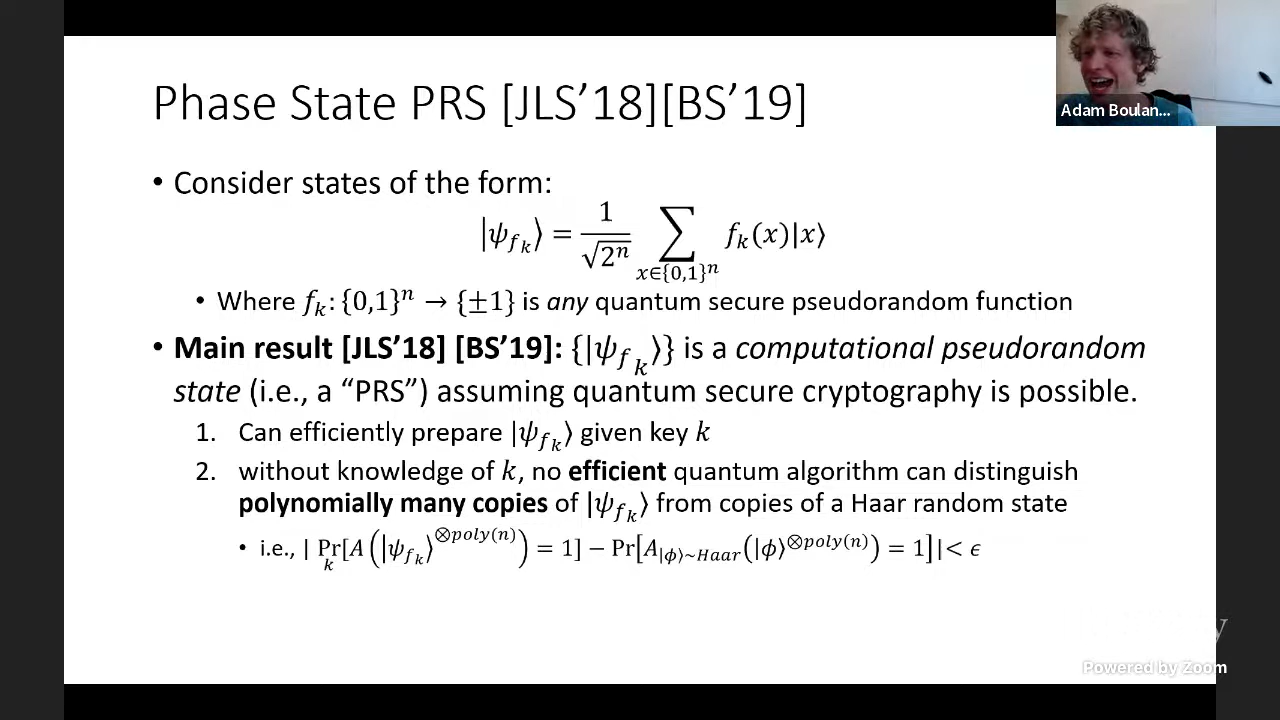 Phase State PRS [JLS’18][BS’19]
Adam Boulan...
• Consider states of the form:
|ψ_{f_k}⟩ = \frac{1}{\sqrt{2^n}} \sum_{x∈{0,1}^n} f_k(x)|x⟩
• Where f_k: {0,1}^n → {±1} is any quantum secure pseudorandom function
• Main result [JLS’18] [BS’19]: {|ψ_{f_k}⟩} is a computational pseudorandom
state (i.e., a “PRS”) assuming quantum secure cryptography is possible.
1. Can efficiently prepare |ψ_{f_k}⟩ given key k
2. without knowledge of k, no efficient quantum algorithm can distinguish
polynomially many copies of |ψ_{f_k}⟩ from copies of a Haar random state
• i.e., | Pr_k[A(|ψ_{f_k}⟩^{⊗poly(n)}) = 1] − Pr[A_{|ϕ⟩~Haar}(|ϕ⟩^{⊗poly(n)}) = 1]|< ϵ
Powered by Zoom